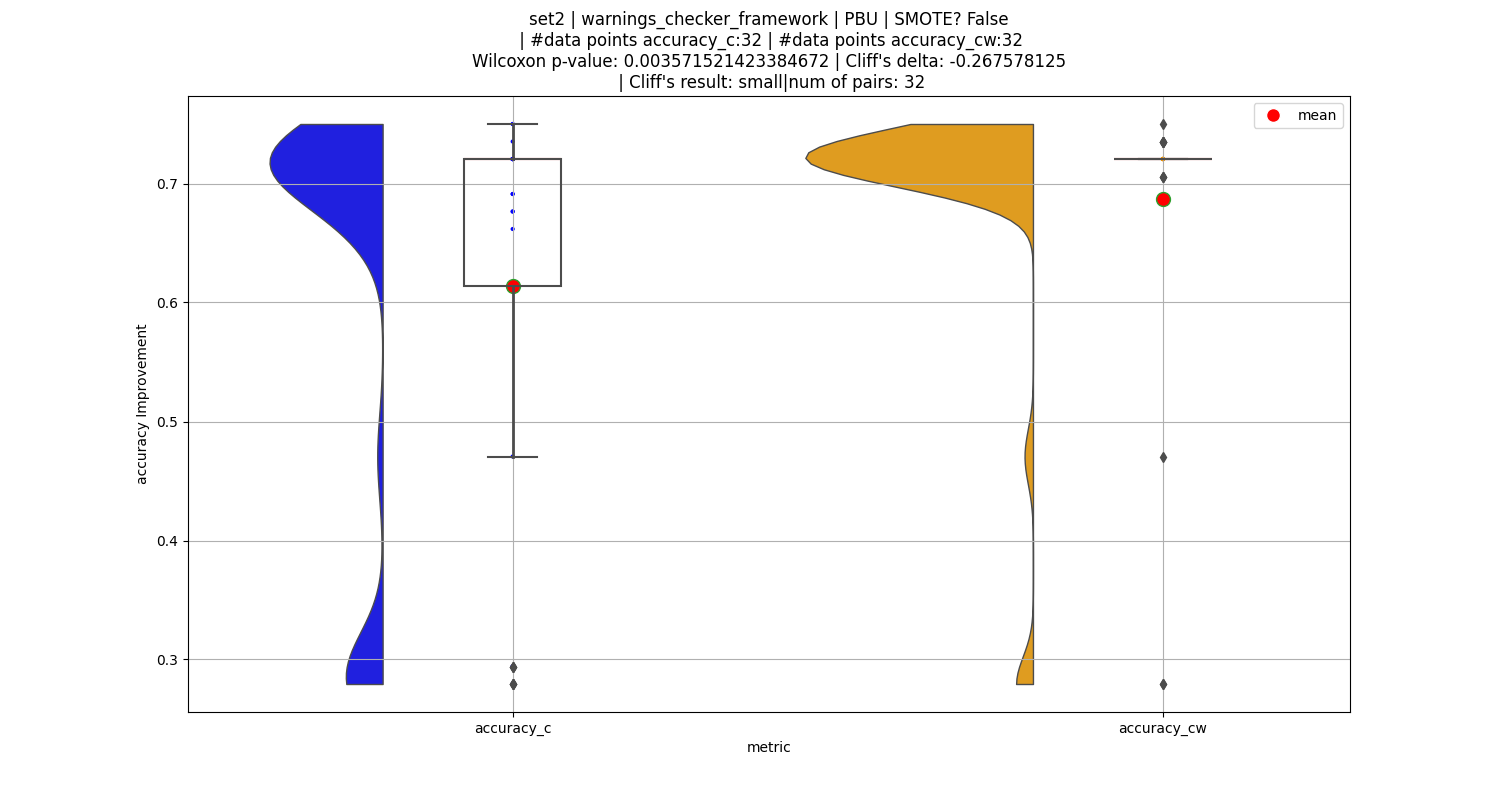 set2 | warnings_checker_framework | PBU | SMOTE? False
| #data points accuracy_c:32 | #data points accuracy_cw:32
Wilcoxon p-value: 0.003571521423384672 | Cliff's delta: -0.267578125
| Cliff's result: small|num of pairs: 32
mean
0.7
0.6
0.5
0.4
0.3
accuracy Improvement
accuracy_c
accuracy_cw
metric